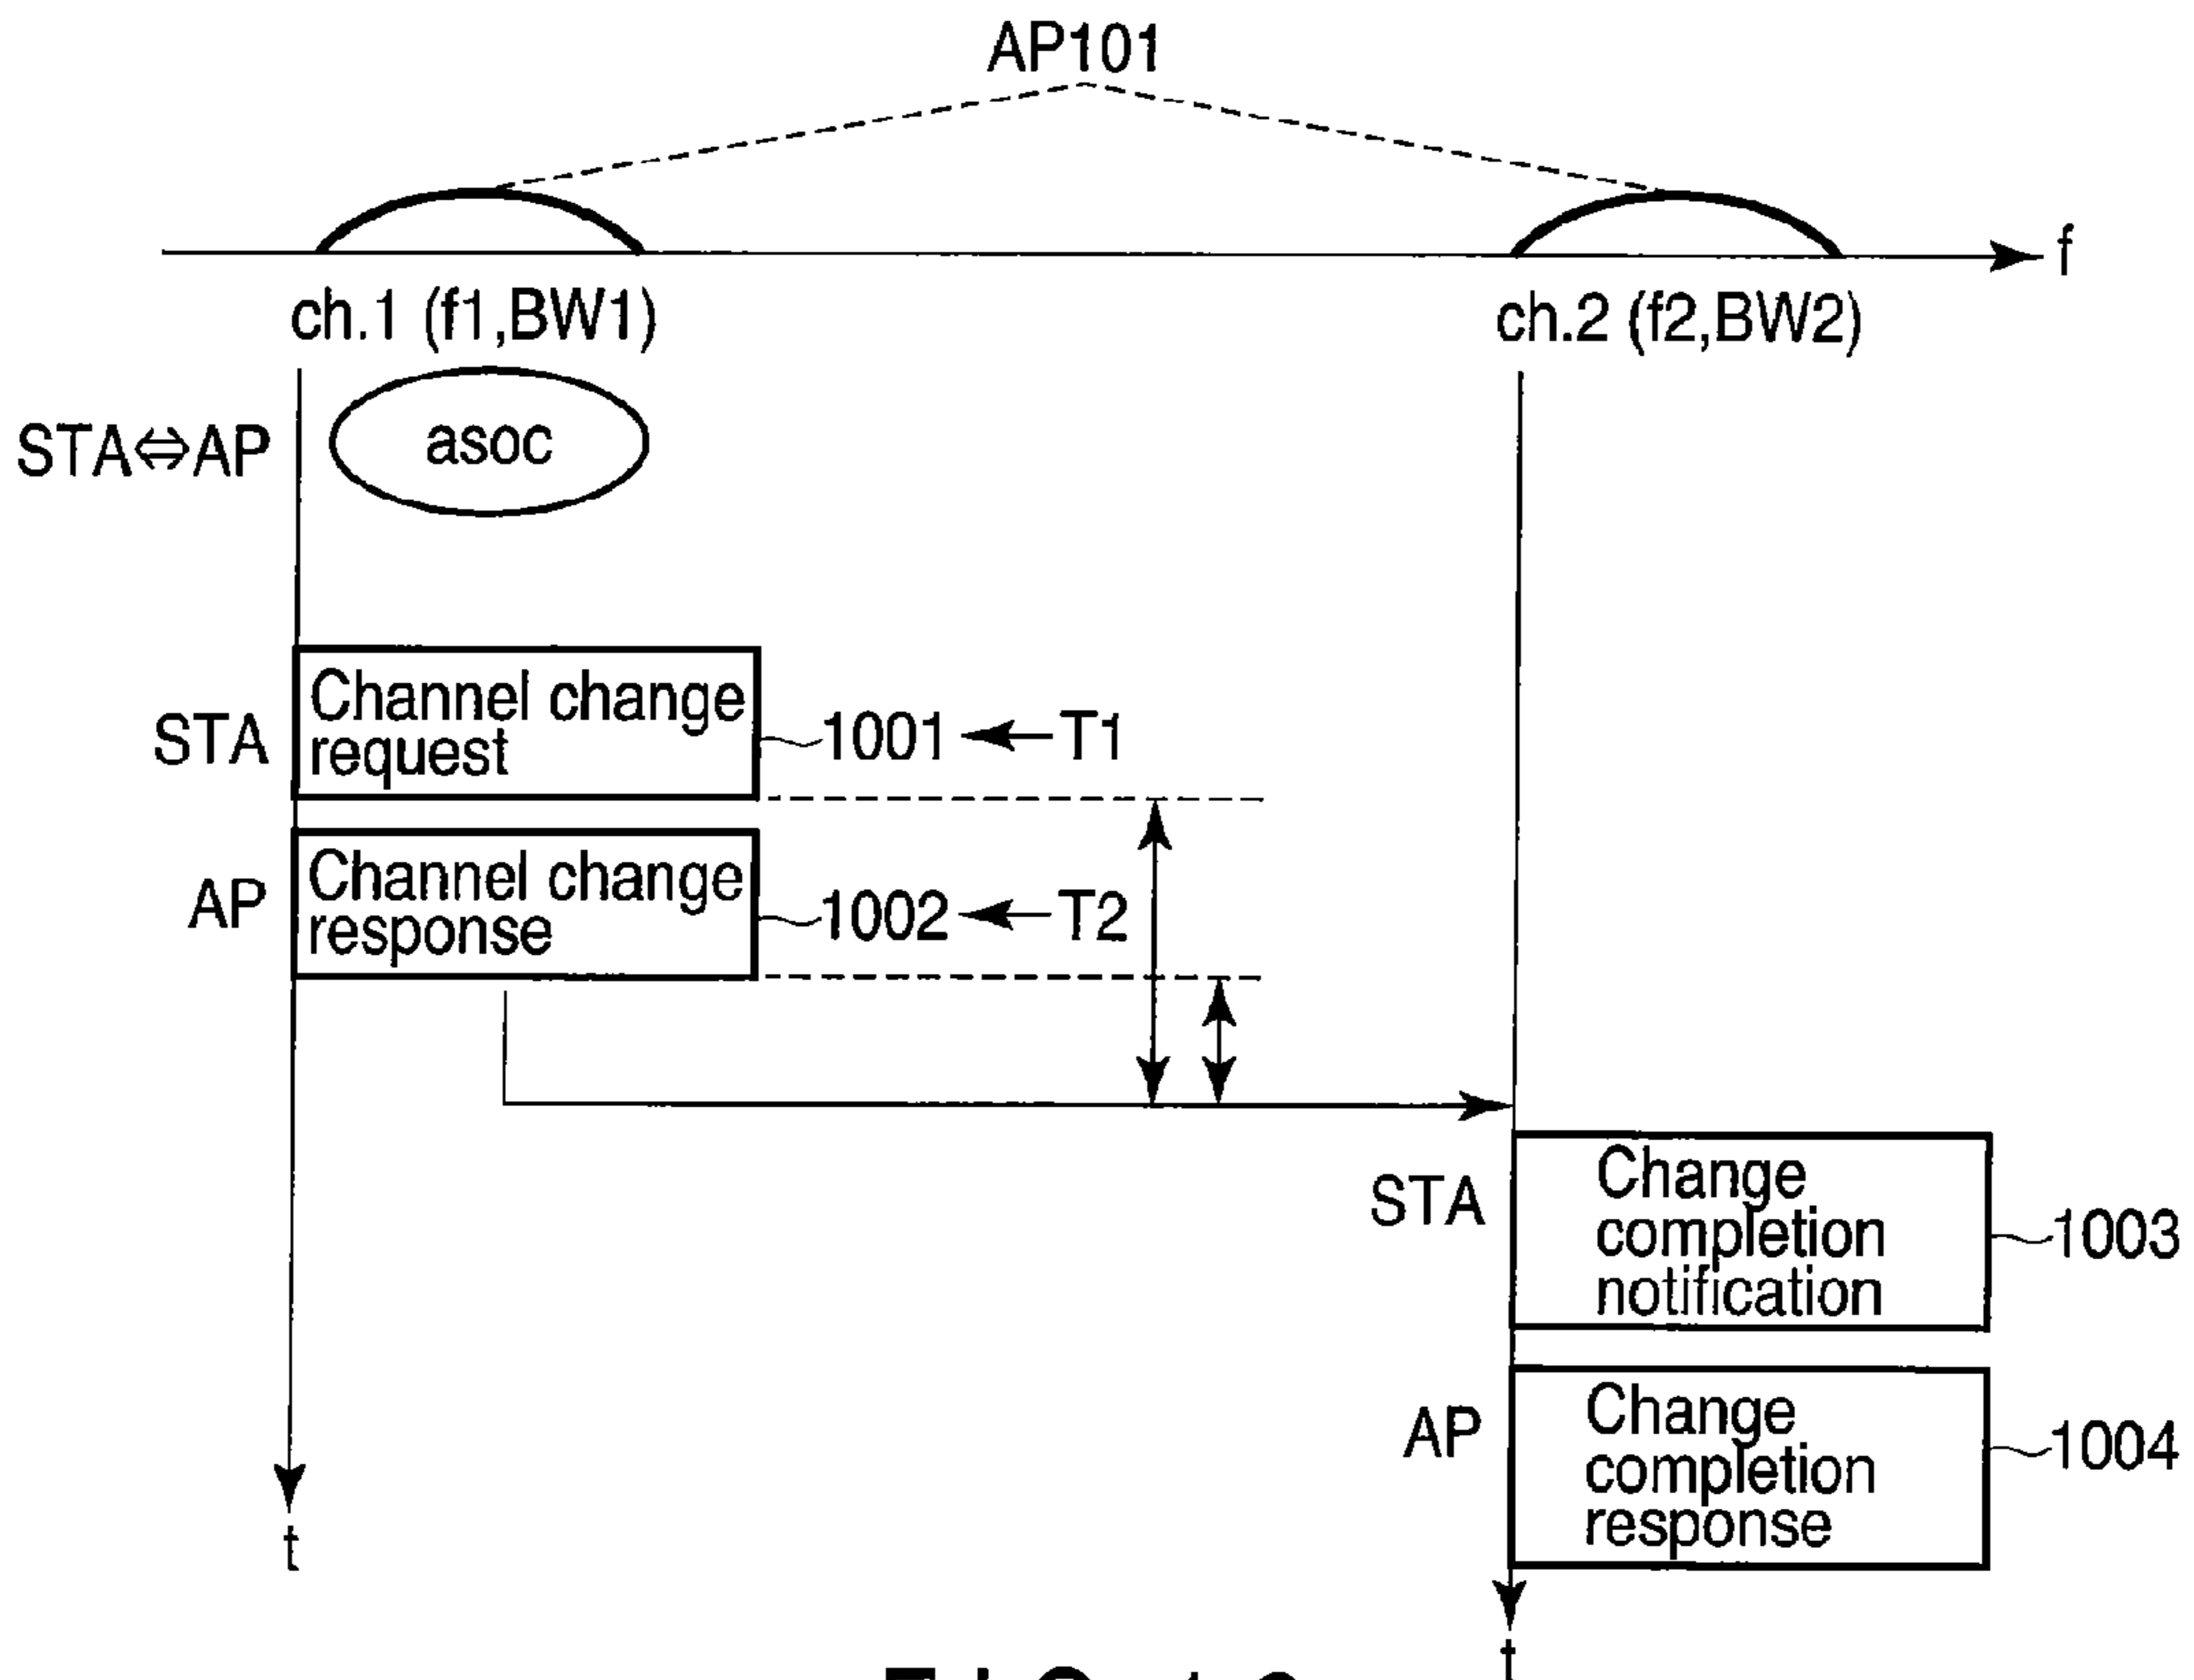 AP101
f
ch.1 (f1,BW1)
ch.2 (f2,BW2)
STA⇔AP
asoc
STA
Channel change
request
1001
T1
AP
Channel change
response
1002
T2
STA
Change
completion
notification
1003
AP
Change
completion
response
1004
t
t